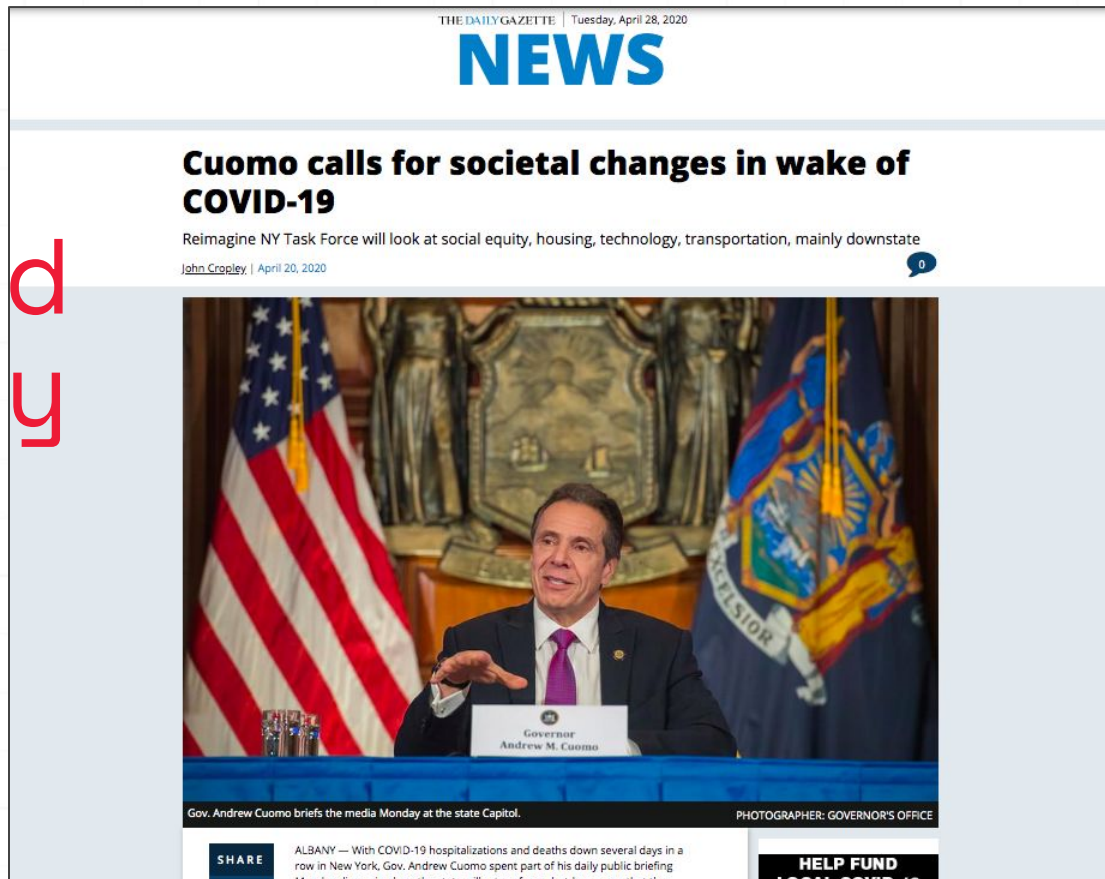 THE DAILY GAZETTE | Tuesday, April 28, 2020
NEWS
Cuomo calls for societal changes in wake of
COVID-19
Reimagine NY Task Force will look at social equity, housing, technology, transportation, mainly downstate
John Cropley | April 20, 2020
0
d
y
EXCELSIOR
Governor
Andrew M. Cuomo
Gov. Andrew Cuomo briefs the media Monday at the state Capitol.
PHOTOGRAPHER: GOVERNOR'S OFFICE
SHARE
ALBANY — With COVID-19 hospitalizations and deaths down several days in a
row in New York, Gov. Andrew Cuomo spent part of his daily public briefing
HELP FUND